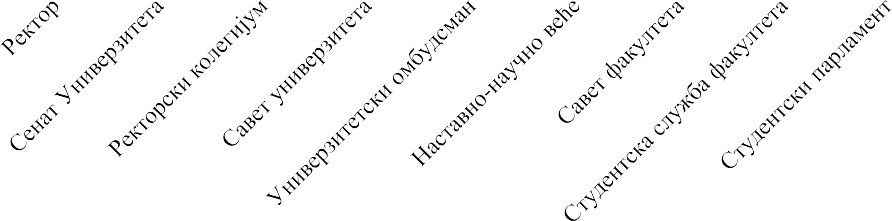 Ректор
Сенат Универзитета
Ректорски колегијум
Савет универзитета
Универзитетски омбудсман
Наставно-научно веће
Савет факултета
Студентска служба факултета
Студентски парламент